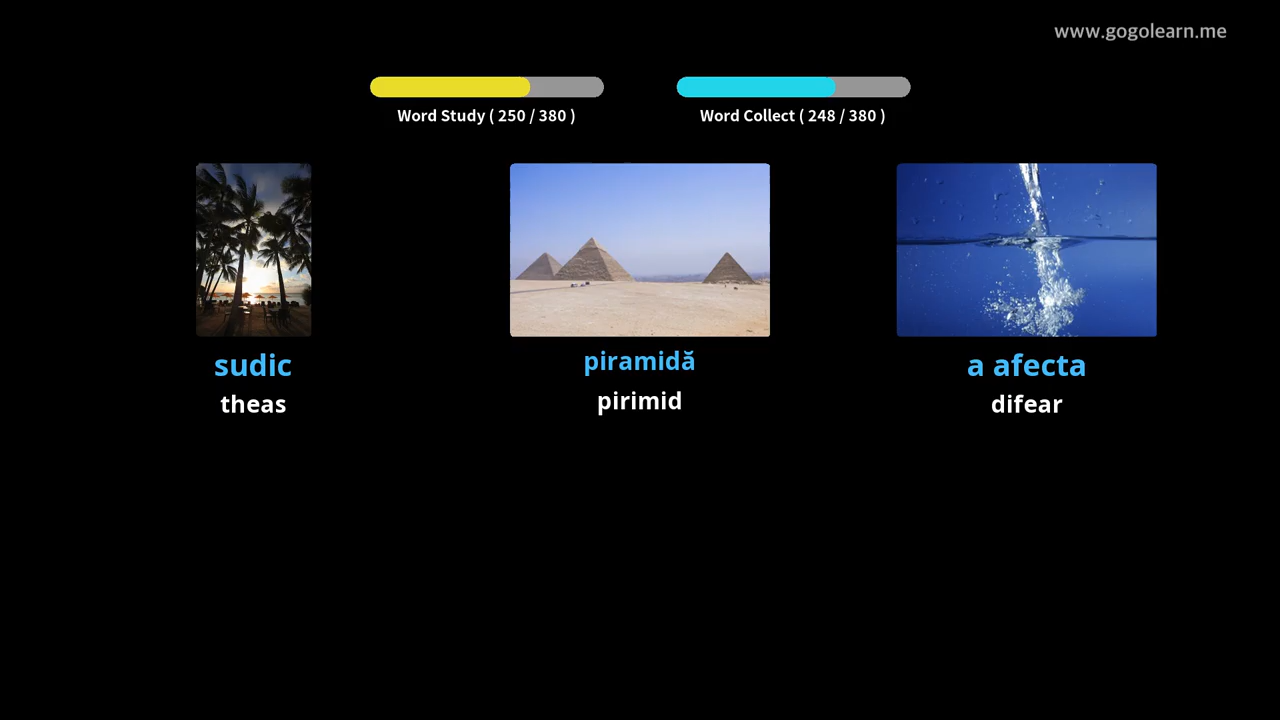 www.gogolearn.me
Word Study ( 250 / 380 )
Word Collect ( 248 / 380 )
sudic
theas
piramidă
pirimid
a afecta
difear